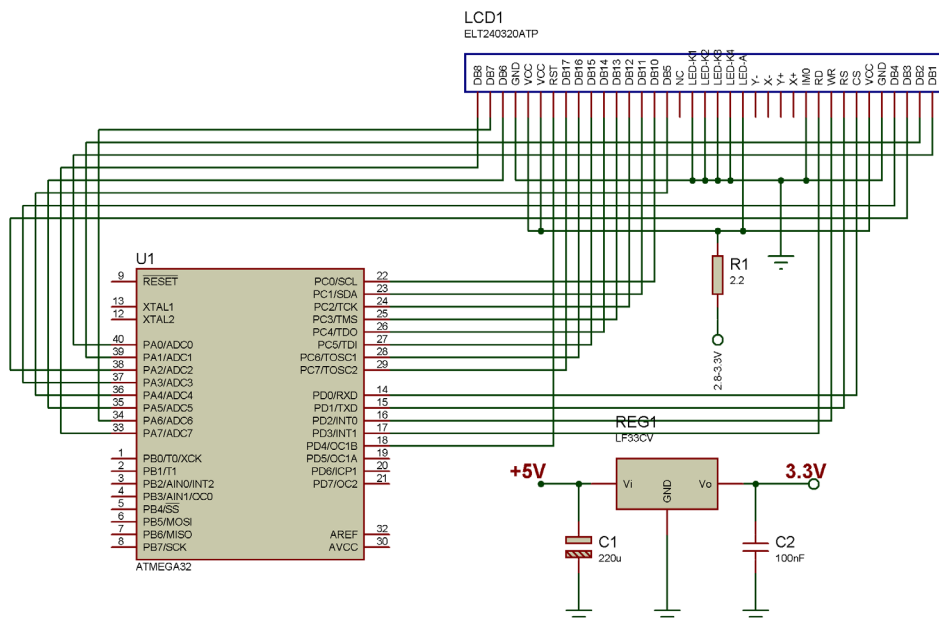 LCD1
ELT240320ATP
DB8
DB7
DB6
GND
VCC
VCC
RST
DB17
DB16
DB15
DB14
DB13
DB12
DB11
DB10
DB5
NC
LED-K1
LED-K2
LED-K3
LED-K4
LED-A
Y-
X-
Y+
X+
IM0
RD
WR
RS
CS
VCC
GND
DB4
DB3
DB2
DB1
U1
9 RESET PC0/SCL 22
PC1/SDA 23
13 XTAL1 PC2/TCK 24
12 XTAL2 PC3/TMS 25
PC4/TDO 26
40 PA0/ADC0 PC5/TDI 27
39 PA1/ADC1 PC6/TOSC1 28
38 PA2/ADC2 PC7/TOSC2 29
37 PA3/ADC3
36 PA4/ADC4 PD0/RXD 14
35 PA5/ADC5 PD1/TXD 15
34 PA6/ADC6 PD2/INT0 16
33 PA7/ADC7 PD3/INT1 17
PD4/OC1B 18
1 PB0/T0/XCK PD5/OC1A 19
2 PB1/T1 PD6/ICP1 20
3 PB2/AIN0/INT2 PD7/OC2 21
4 PB3/AIN1/OC0
5 PB4/SS
6 PB5/MOSI
7 PB6/MISO AREF 32
8 PB7/SCK AVCC 30
ATMEGA32
R1
2.2
2.8-3.3V
REG1
LF33CV
+5V
Vi
GND
Vo
3.3V
C1
220u
C2
100nF